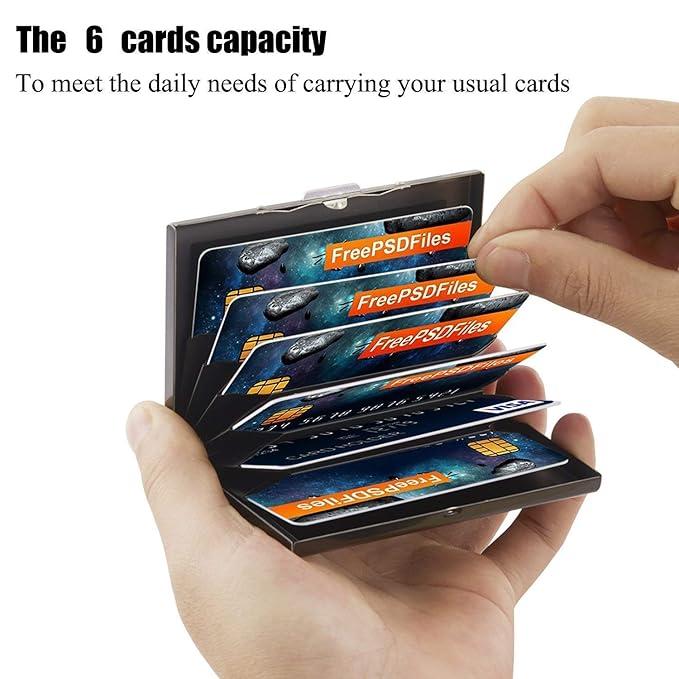 The 6 cards capacity
To meet the daily needs of carrying your usual cards
FreePSDFiles
FreePSDFiles
FreePSDFiles
FreePSDFiles
VISA
FreePSDFiles